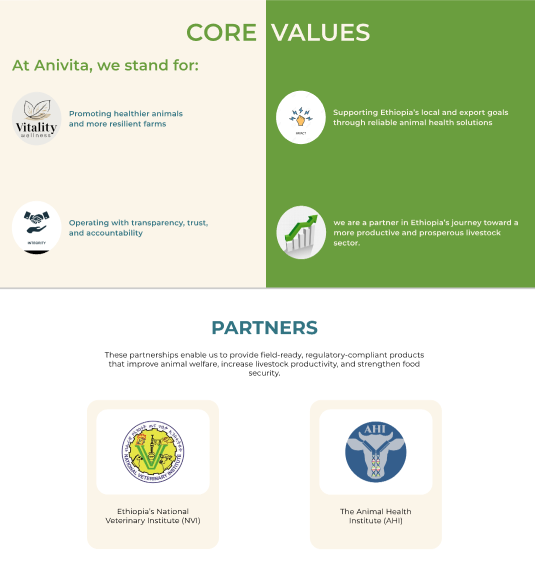 CORE VALUES
At Anivita, we stand for:
Vitality
wellness
Promoting healthier animals
and more resilient farms
Supporting Ethiopia's local and export goals
through reliable animal health solutions
INTEGRITY
Operating with transparency, trust,
and accountability
we are a partner in Ethiopia's journey toward a
more productive and prosperous livestock
sector.
PARTNERS
These partnerships enable us to provide field-ready, regulatory-compliant products
that improve animal welfare, increase livestock productivity, and strengthen food
security.
NATIONAL VETERINARY INSTITUTE
Ethiopia's National
Veterinary Institute (NVI)
AHI
The Animal Health
Institute (AHI)